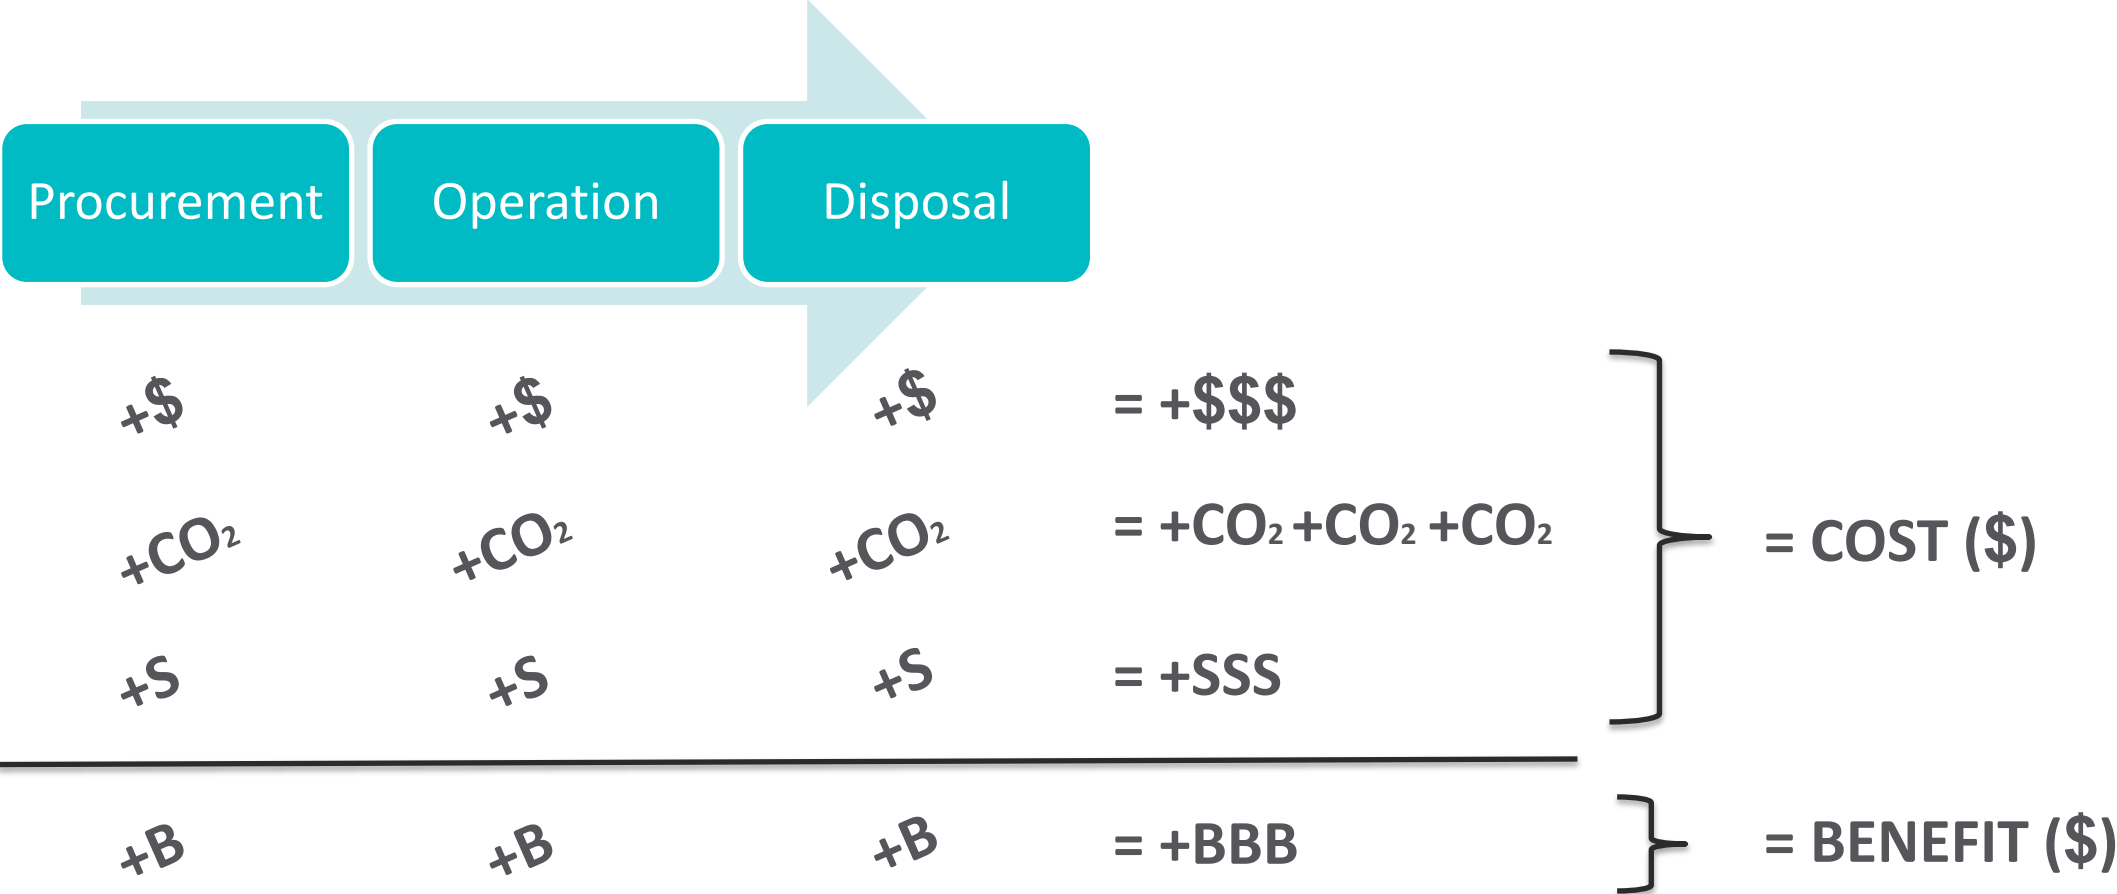 Procurement Operation Disposal
+$ +$ +$ = +$$$
+CO₂ +CO₂ +CO₂ = +CO₂ +CO₂ +CO₂
= COST ($)
+S +S +S = +SSS
+B +B +B = +BBB = BENEFIT ($)